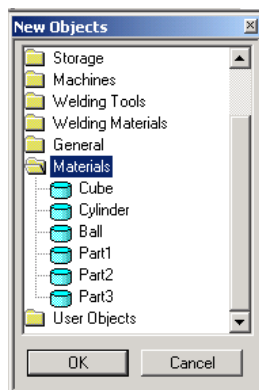 New Objects
Storage
Machines
Welding Tools
Welding Materials
General
Materials
Cube
Cylinder
Ball
Part1
Part2
Part3
User Objects
OK Cancel